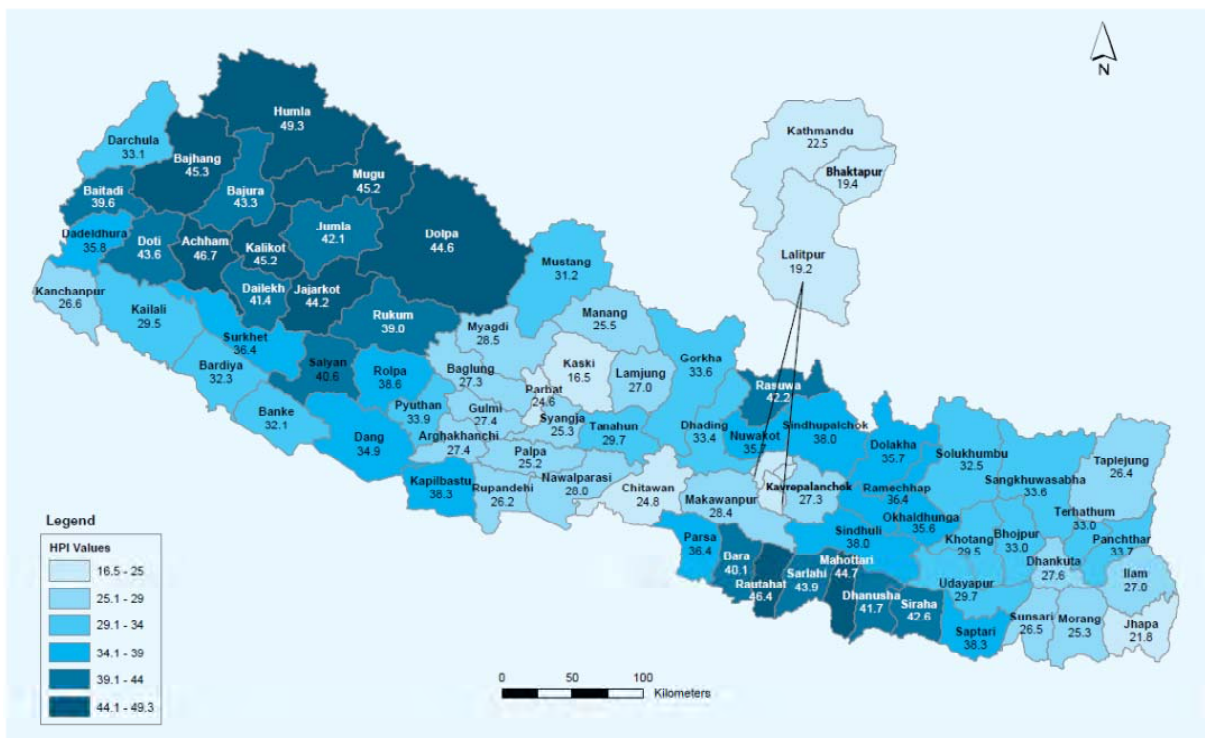 N
Humla
49.3
Darchula
33.1
Bajhang
45.3
Mugu
45.2
Baitadi
39.6
Bajura
43.3
Kathmandu
22.5
Bhaktapur
19.4
Dadeldhura
35.8
Doti
43.6
Achham
46.7
Kalikot
45.2
Jumla
42.1
Dolpa
44.6
Lalitpur
19.2
Mustang
31.2
Kanchanpur
26.6
Kailali
29.5
Dailekh
41.4
Jajarkot
44.2
Rukum
39.0
Myagdi
28.5
Manang
25.5
Surkhet
36.4
Bardiya
32.3
Salyan
40.6
Rolpa
38.6
Baglung
27.3
Parbat
24.6
Kaski
16.5
Lamjung
27.0
Gorkha
33.6
Rasuwa
42.2
Banke
32.1
Dang
34.9
Pyuthan
33.9
Gulmi
27.4
Syangja
25.3
Tanahun
29.7
Dhading
33.4
Nuwakot
35.7
Sindhupalchok
38.0
Dolakha
35.7
Solukhumbu
32.5
Sangkhuwasabha
33.6
Taplejung
26.4
Arghakhanchi
27.4
Palpa
25.2
Kapilbastu
38.3
Rupandehi
26.2
Nawalparasi
28.0
Chitawan
24.8
Makawanpur
28.4
Kavrepalanchok
27.3
Ramechhap
36.4
Okhaldhunga
35.6
Khotang
29.5
Bhojpur
33.0
Terhathum
33.0
Panchthar
33.7
Parsa
36.4
Bara
40.1
Rautahat
46.4
Sarlahi
43.9
Sindhuli
38.0
Mahottari
44.7
Dhanusha
41.7
Siraha
42.6
Udayapur
29.7
Dhankuta
27.6
Ilam
27.0
Saptari
38.3
Sunsari
26.5
Morang
25.3
Jhapa
21.8
Legend
HPI Values
16.5 - 25
25.1 - 29
29.1 - 34
34.1 - 39
39.1 - 44
44.1 - 49.3
0 50 100
Kilometers